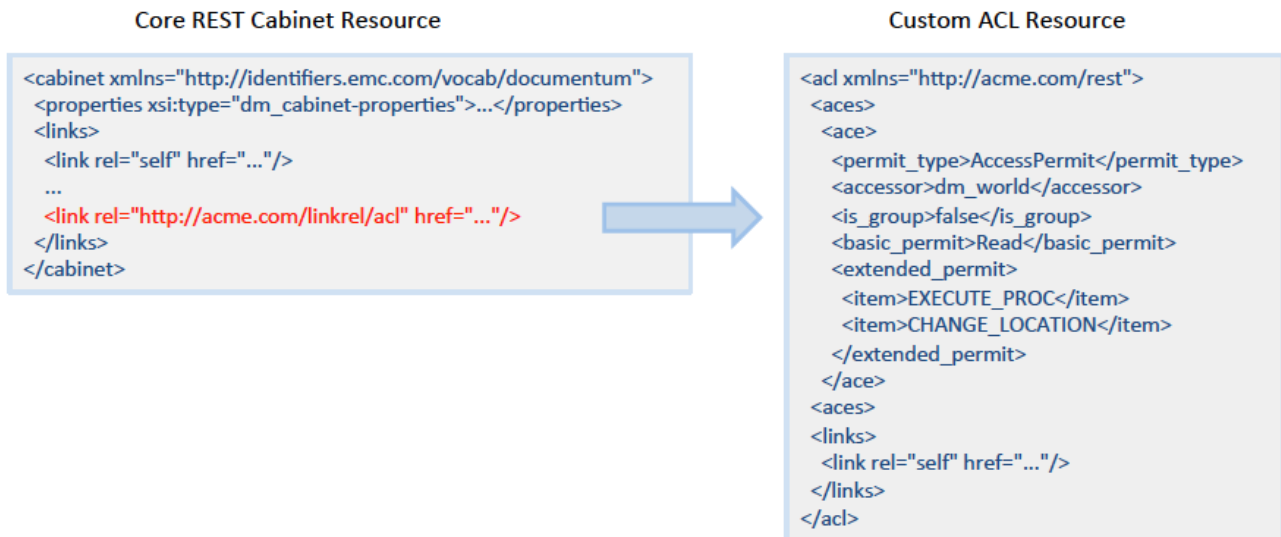 Core REST Cabinet Resource
<cabinet xmlns="http://identifiers.emc.com/vocab/documentum">
<properties xsi:type="dm_cabinet-properties">...</properties>
<links>
<link rel="self" href="..."/>
...
<link rel="http://acme.com/linkrel/acl" href="..."/>
</links>
</cabinet>
Custom ACL Resource
<acl xmlns="http://acme.com/rest">
<aces>
<ace>
<permit_type>AccessPermit</permit_type>
<accessor>dm_world</accessor>
<is_group>false</is_group>
<basic_permit>Read</basic_permit>
<extended_permit>
<item>EXECUTE_PROC</item>
<item>CHANGE_LOCATION</item>
</extended_permit>
</ace>
<aces>
<links>
<link rel="self" href="..."/>
</links>
</acl>